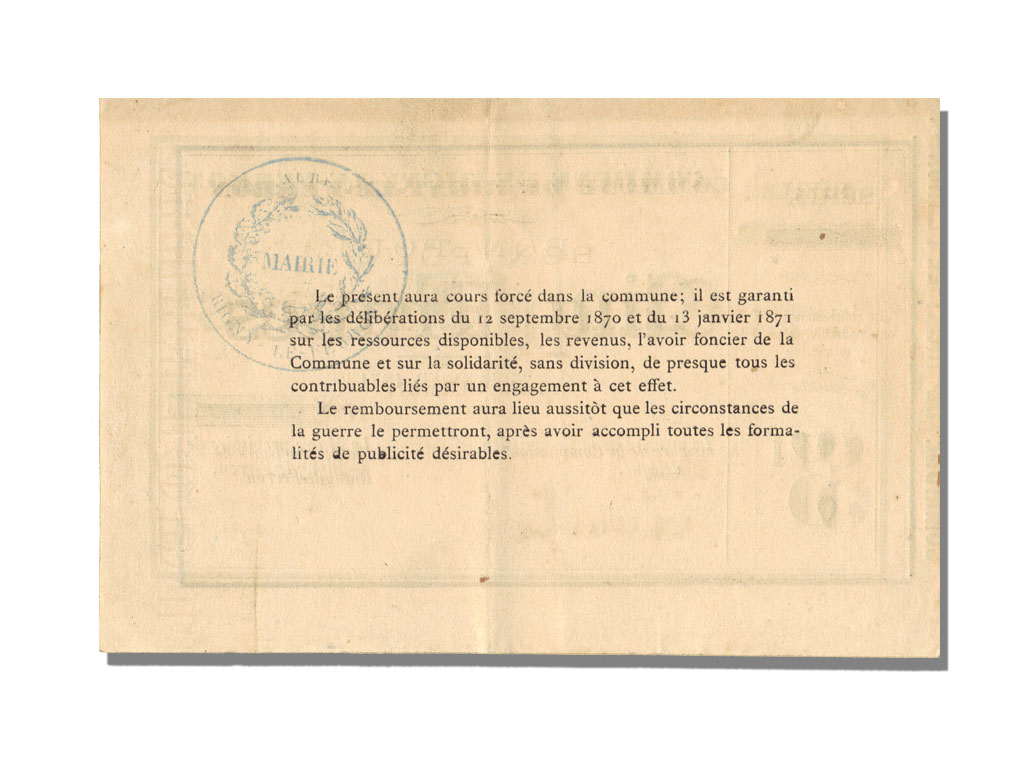 MAIRIE
Le présent aura cours forcé dans la commune; il est garanti
par les délibérations du 12 septembre 1870 et du 13 janvier 1871
sur les ressources disponibles, les revenus, l'avoir foncier de la
Commune et sur la solidarité, sans division, de presque tous les
contribuables liés par un engagement à cet effet.
Le remboursement aura lieu aussitòt que les circonstances de
la guerre le permettront, après avoir accompli toutes les forma-
lités de publicité désirables.